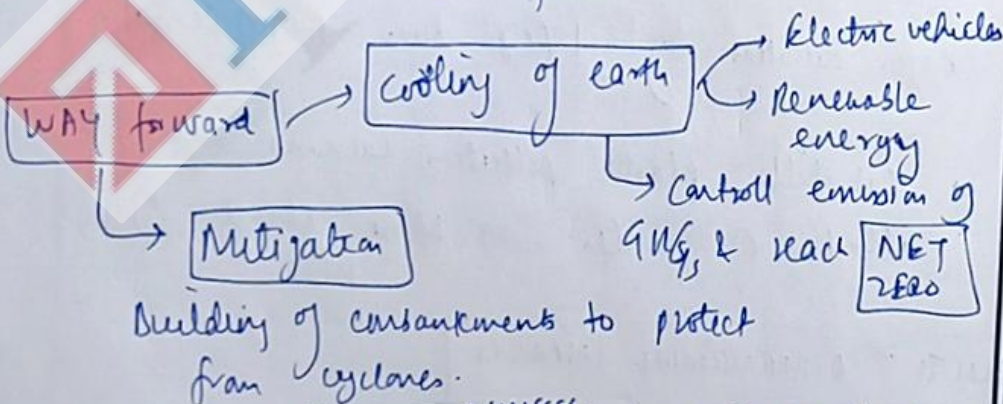 WAY forward
Cooling of earth
Electric vehicles
Renewable
energy
Controll emission of
GHGs & reach NET
ZERO
Mitigation
Building of embankments to protect
from cyclones.